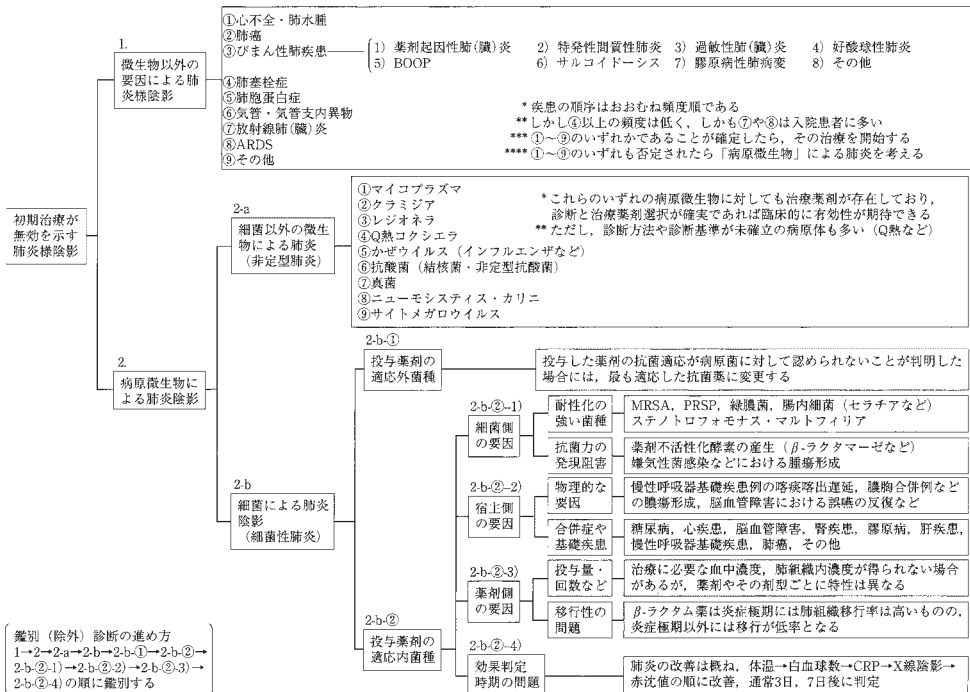 初期治療が
無効を示す
肺炎様陰影
1.
微生物以外の
要因による肺
炎様陰影
①心不全・肺水腫
②肺癌
③びまん性肺疾患
1) 薬剤起因性肺(臓)炎 2) 特発性間質性肺炎 3) 過敏性肺(臓)炎 4) 好酸球性肺炎
5) BOOP 6) サルコイドーシス 7) 膠原病性肺病変 8) その他
④肺塞栓症
⑤肺胞蛋白症
⑥気管・気管支内異物
⑦放射線肺(臓)炎
⑧ARDS
⑨その他
* 疾患の順序はおおむね頻度順である
** しかし④以上の頻度は低く，しかも⑦や⑧は入院患者に多い
*** ①～⑨のいずれかであることが確定したら，その治療を開始する
**** ①～⑨のいずれも否定されたら「病原微生物」による肺炎を考える
2.
病原微生物に
よる肺炎陰影
2-a
細菌以外の微生
物による肺炎
(非定型肺炎)
①マイコプラズマ
②クラミジア
③レジオネラ
④Q熱コクシエラ
⑤かぜウイルス（インフルエンザなど）
⑥抗酸菌（結核菌・非定型抗酸菌）
⑦真菌
⑧ニューモシスティス・カリニ
⑨サイトメガロウイルス
* これらのいずれの病原微生物に対しても治療薬剤が存在しており，
診断と治療薬剤選択が確実であれば臨床的に有効性が期待できる
** ただし，診断方法や診断基準が未確立の病原体も多い（Q熱など）
2-b
細菌による肺炎
陰影
(細菌性肺炎)
2-b-①
投与薬剤の
適応外菌種
投与した薬剤の抗菌適応が病原菌に対して認められないことが判明した
場合には，最も適応した抗菌薬に変更する
2-b-②
投与薬剤の
適応内菌種
2-b-②-1)
細菌側
の要因
耐性化の
強い菌種
MRSA，PRSP，緑膿菌，腸内細菌（セラチアなど）
ステノトロフォモナス・マルトフィリア
抗菌力の
発現阻害
薬剤不活性化酵素の産生（β-ラクタマーゼなど）
嫌気性菌感染などにおける腫瘍形成
2-b-②-2)
宿主側
の要因
物理的な
要因
慢性呼吸器基礎疾患例の喀痰喀出遅延，膿胸合併例など
の膿瘍形成，脳血管障害における誤嚥の反復など
合併症や
基礎疾患
糖尿病，心疾患，脳血管障害，腎疾患，膠原病，肝疾患，
慢性呼吸器基礎疾患，肺癌，その他
2-b-②-3)
薬剤側
の要因
投与量・
回数など
治療に必要な血中濃度，肺組織内濃度が得られない場合
があるが，薬剤やその剤型ごとに特性は異なる
移行性の
問題
β-ラクタム薬は炎症極期には肺組織移行率は高いものの，
炎症極期以外には移行が低率となる
2-b-②-4)
効果判定
時期の問題
肺炎の改善は概ね，体温→白血球数→CRP→X線陰影→
赤沈値の順に改善，通常3日，7日後に判定
鑑別（除外）診断の進め方
1→2→2-a→2-b→2-b-①→2-b-②→
2-b-②-1)→2-b-②-2)→2-b-②-3)→
2-b-②-4)の順に鑑別する